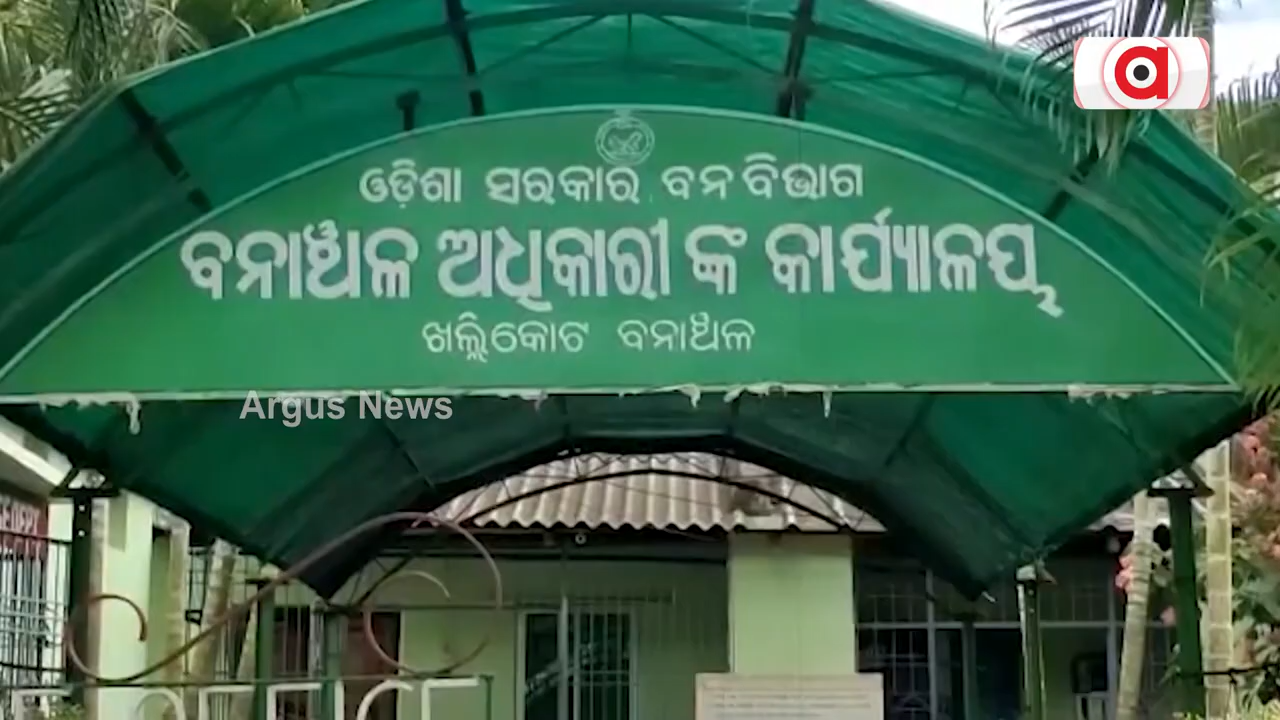 ଓଡ଼ିଶା ସରକାର ବନ ବିଭାଗ
ବନାଞ୍ଚଳ ଅଧିକାରୀ ଙ୍କ କାର୍ଯ୍ୟାଳୟ
ଖଲ୍ଲିକୋଟ ବନାଞ୍ଚଳ
Argus News